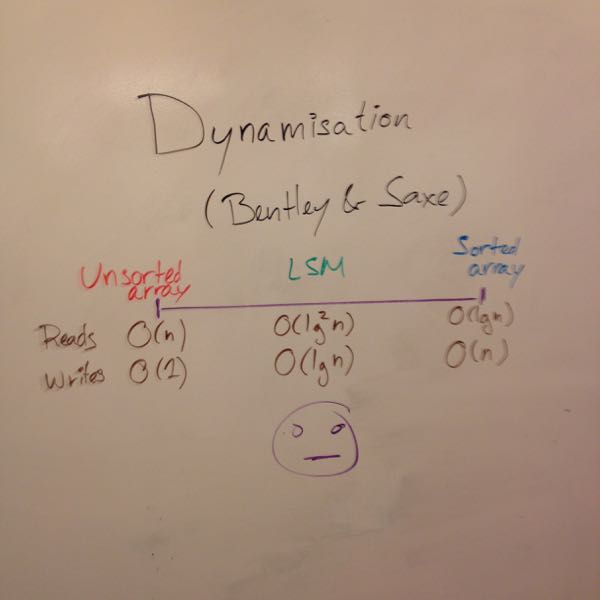 Dynamisation
(Bentley & Saxe)
Unsorted array LSM Sorted array
Reads O(n) O(lg²n) O(lgn)
Writes O(1) O(lgn) O(n)